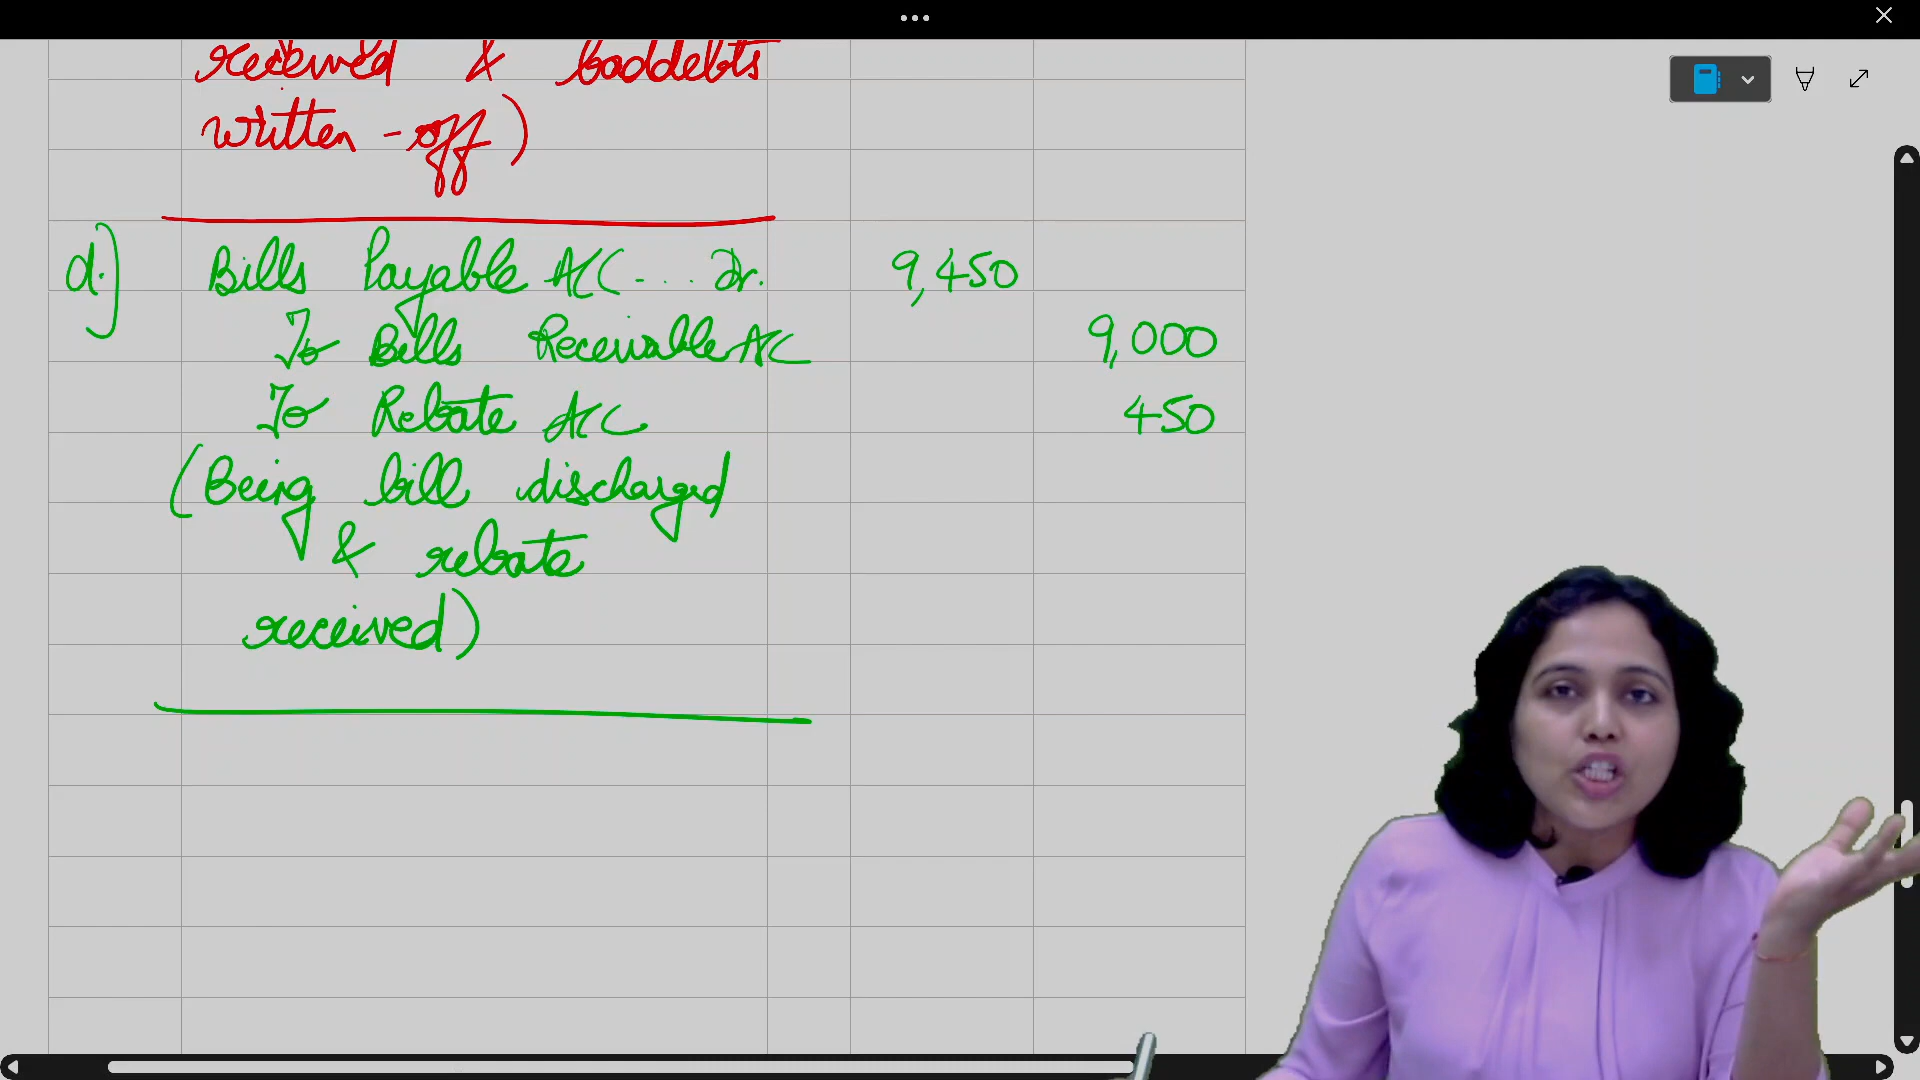 received & baddebts
written - off)
d.) Bills Payable A/C - ... Dr. 9,450
To Bills Receivable A/C 9,000
To Rebate A/C 450
(Being bill discharged
& rebate
received)